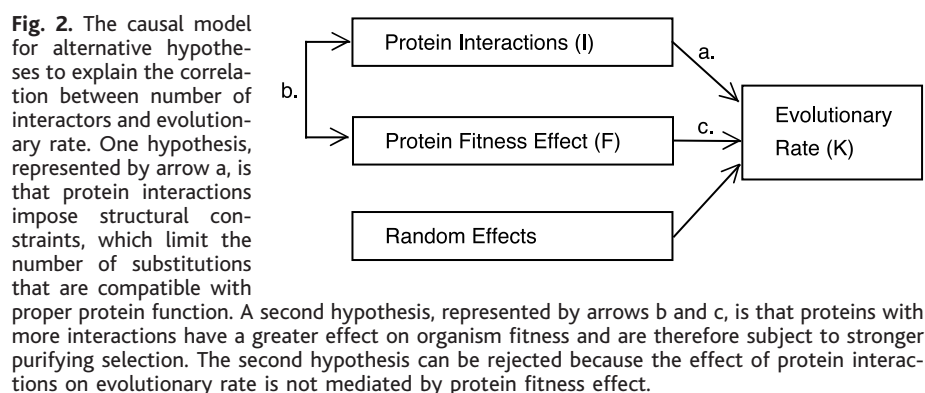 Fig. 2. The causal model
for alternative hypothe-
ses to explain the correla-
tion between number of
interactors and evolution-
ary rate. One hypothesis,
represented by arrow a, is
that protein interactions
impose structural con-
straints, which limit the
number of substitutions
that are compatible with
proper protein function. A second hypothesis, represented by arrows b and c, is that proteins with
more interactions have a greater effect on organism fitness and are therefore subject to stronger
purifying selection. The second hypothesis can be rejected because the effect of protein interac-
tions on evolutionary rate is not mediated by protein fitness effect.
Protein Interactions (I)
a.
b.
Protein Fitness Effect (F)
c.
Evolutionary
Rate (K)
Random Effects